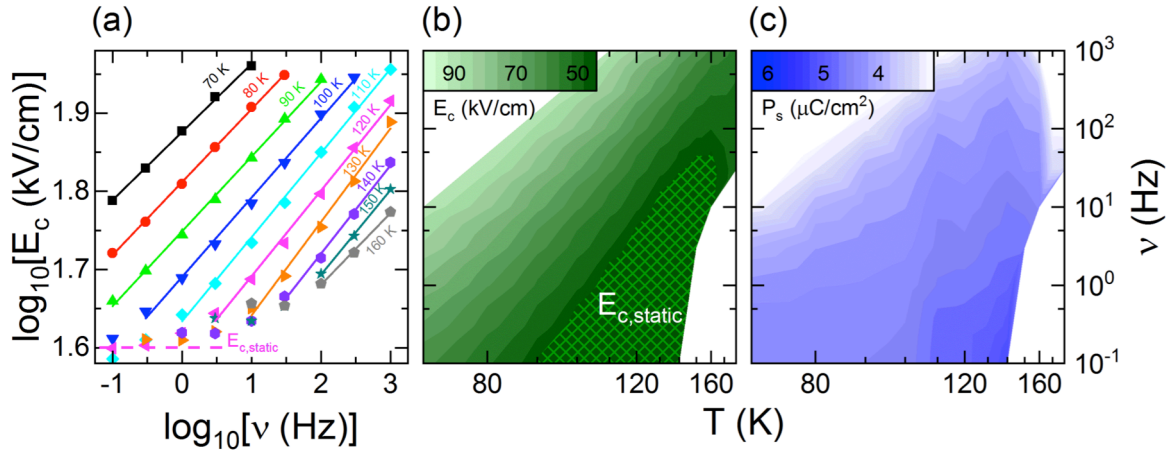 (a)
log10[Ec (kV/cm)]
1.9
1.8
1.7
1.6
70 K
80 K
90 K
100 K
110 K
120 K
130 K
140 K
150 K
160 K
Ec,static
-1 0 1 2 3
log10[ν (Hz)]
(b)
90 70 50
Ec (kV/cm)
Ec,static
80 120 160
T (K)
(c)
6 5 4
Ps (μC/cm²)
80 120 160
10³
10²
10¹
10⁰
10⁻¹
ν (Hz)